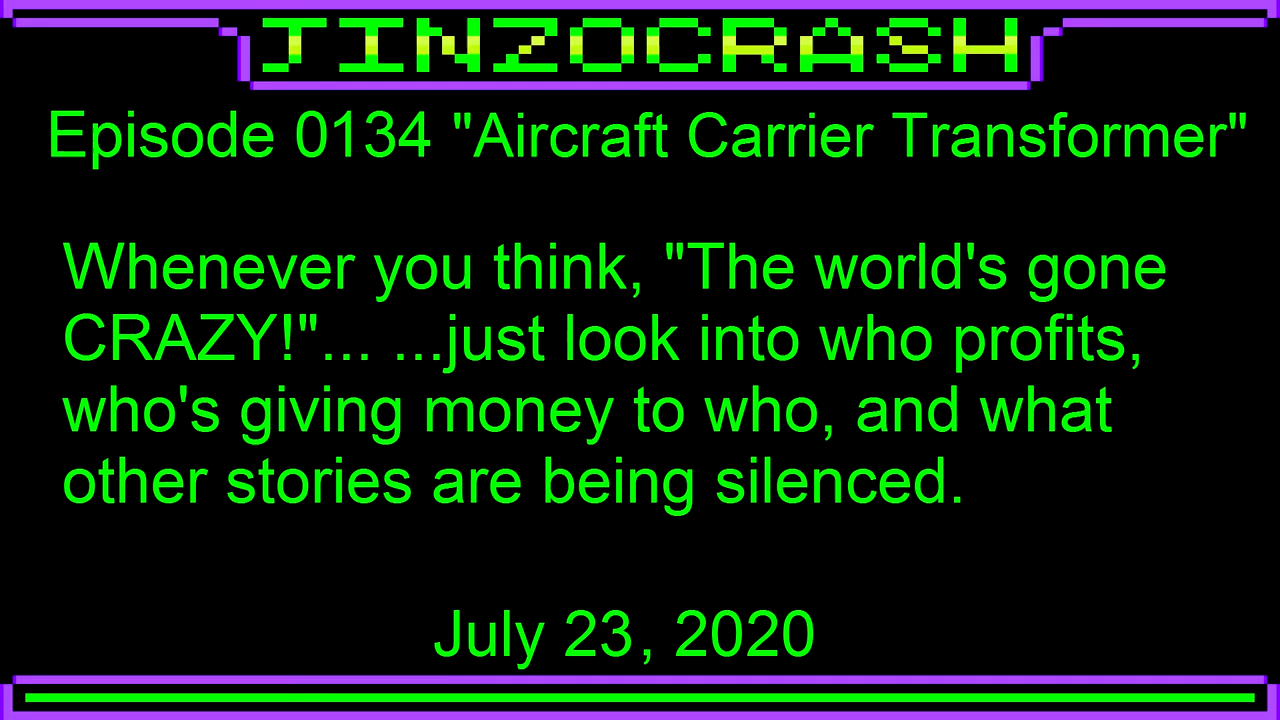 JINZOCRASH
Episode 0134 "Aircraft Carrier Transformer"
Whenever you think, "The world's gone
CRAZY!"... ...just look into who profits,
who's giving money to who, and what
other stories are being silenced.
July 23, 2020